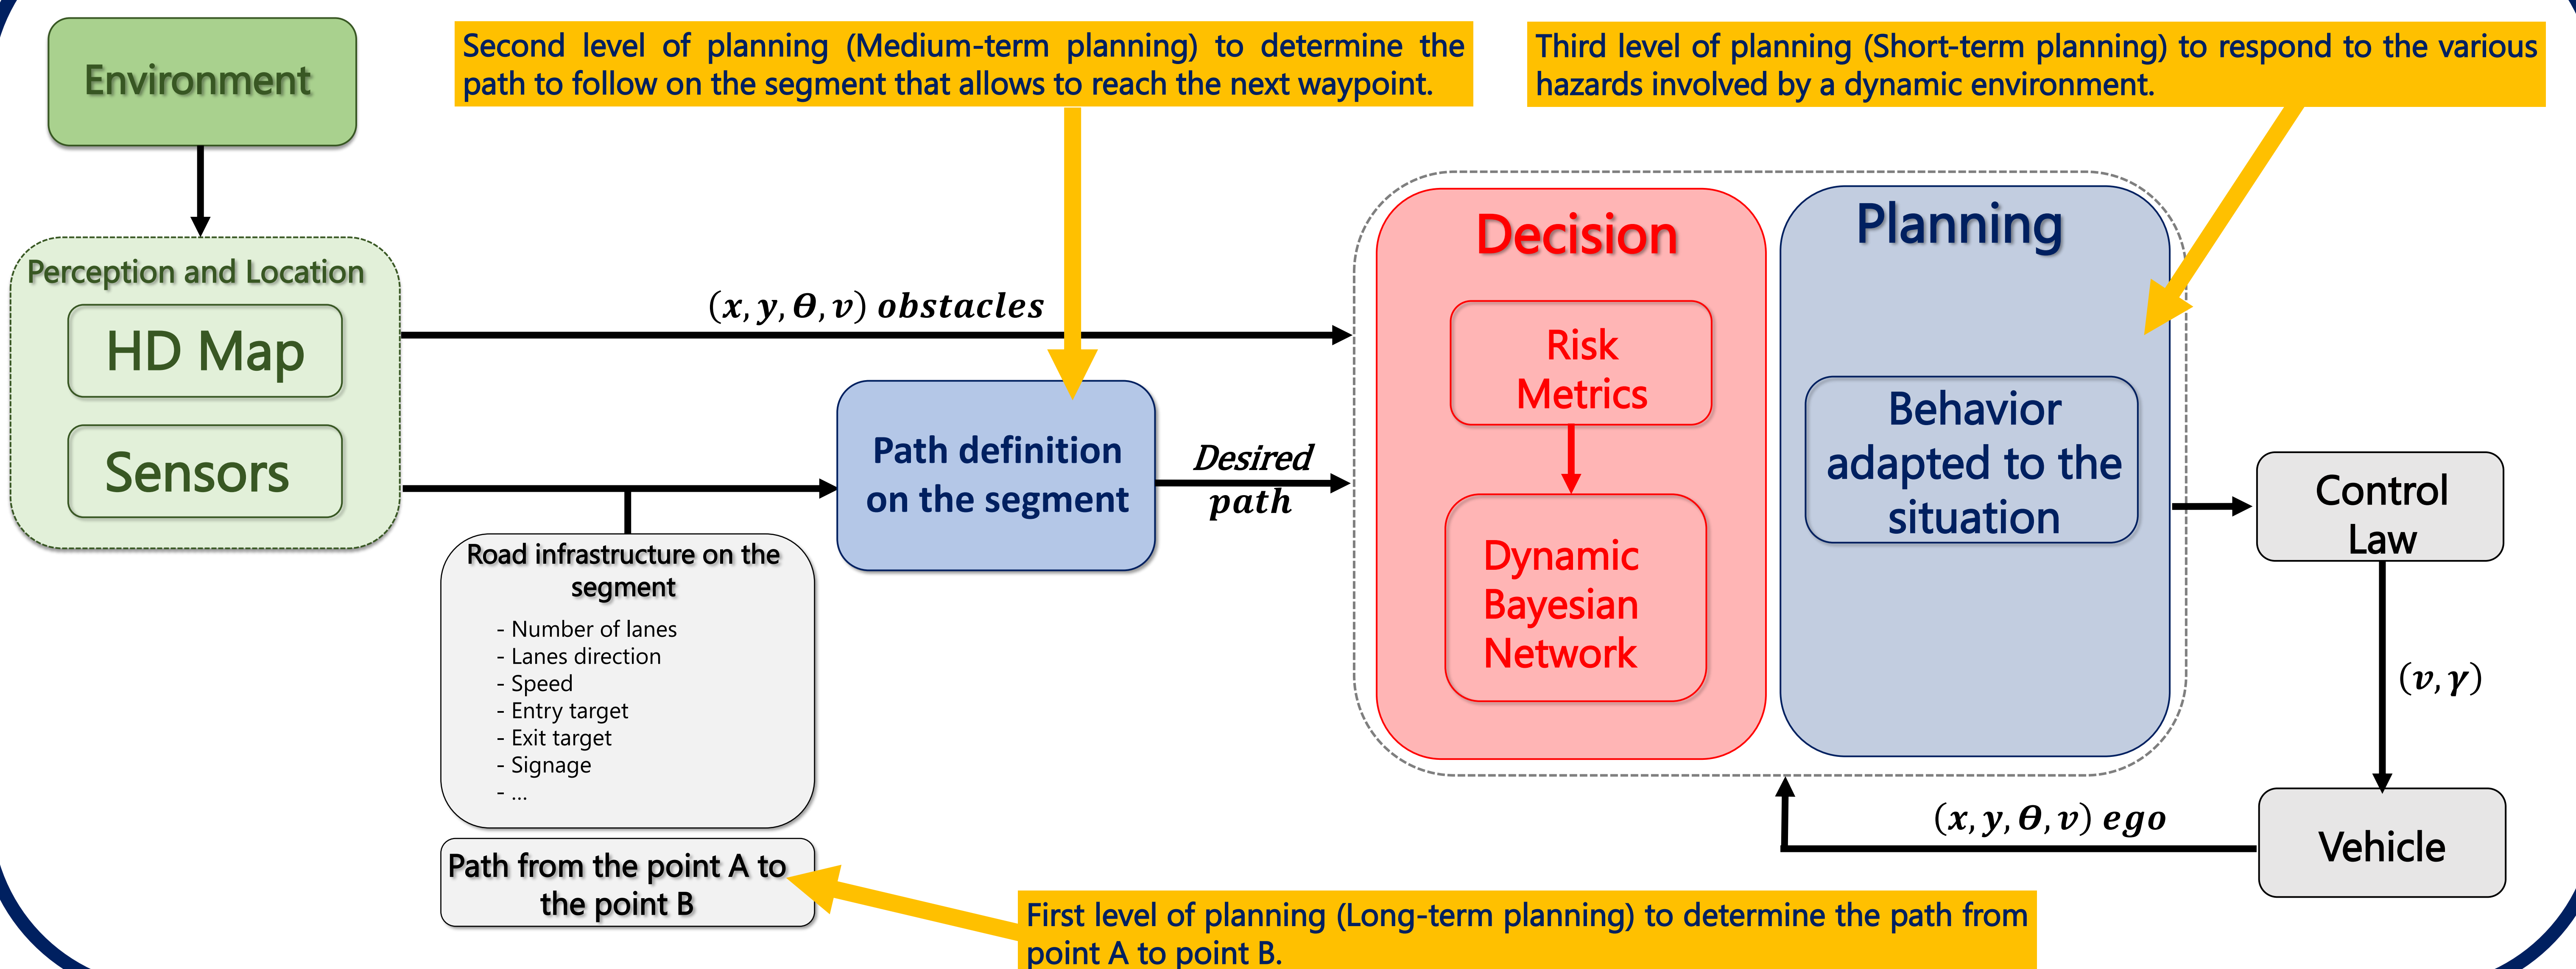 Environment
Second level of planning (Medium-term planning) to determine the
path to follow on the segment that allows to reach the next waypoint.
Third level of planning (Short-term planning) to respond to the various
hazards involved by a dynamic environment.
Perception and Location
HD Map
Sensors
(x, y, θ, v) obstacles
Road infrastructure on the
segment
- Number of lanes
- Lanes direction
- Speed
- Entry target
- Exit target
- Signage
- ...
Path from the point A to
the point B
First level of planning (Long-term planning) to determine the path from
point A to point B.
Path definition
on the segment
Desired
path
Decision
Risk
Metrics
Dynamic
Bayesian
Network
Planning
Behavior
adapted to the
situation
Control
Law
(v, γ)
Vehicle
(x, y, θ, v) ego